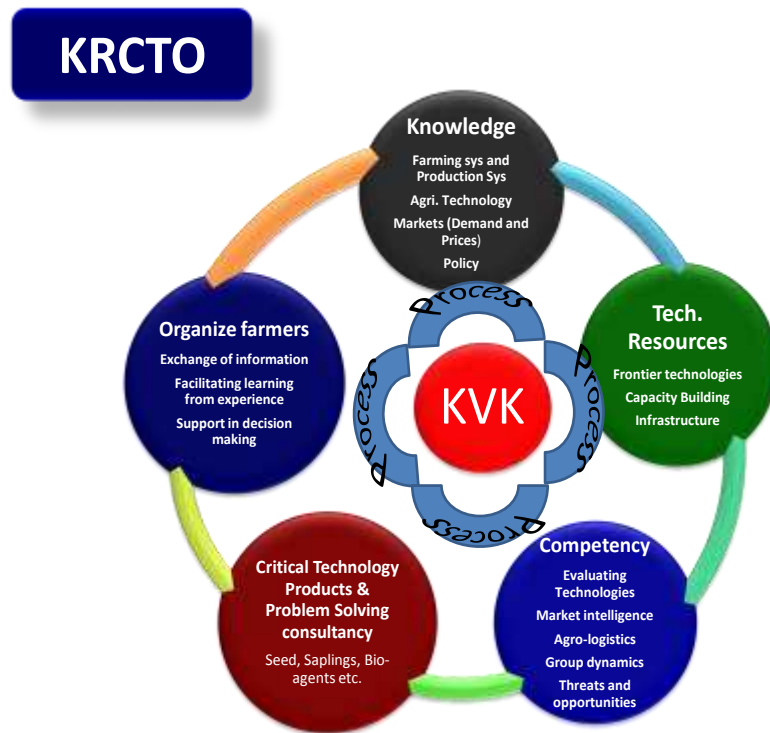 KRCTO
Knowledge
Farming sys and
Production Sys
Agri. Technology
Markets (Demand and
Prices)
Policy
Tech.
Resources
Frontier technologies
Capacity Building
Infrastructure
Competency
Evaluating
Technologies
Market intelligence
Agro-logistics
Group dynamics
Threats and
opportunities
Critical Technology
Products &
Problem Solving
consultancy
Seed, Saplings, Bio-
agents etc.
Organize farmers
Exchange of information
Facilitating learning
from experience
Support in decision
making
Process
Process
Process
Process
KVK